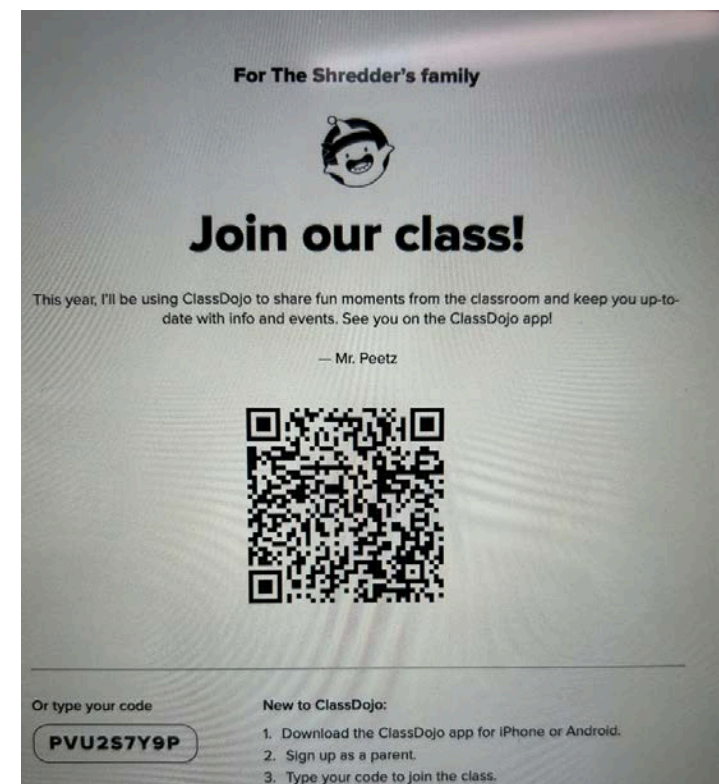 For The Shredder's family
Join our class!
This year, I'll be using ClassDojo to share fun moments from the classroom and keep you up-to-
date with info and events. See you on the ClassDojo app!
— Mr. Peetz
Or type your code
PVU2S7Y9P
New to ClassDojo:
1. Download the ClassDojo app for iPhone or Android.
2. Sign up as a parent.
3. Type your code to join the class.